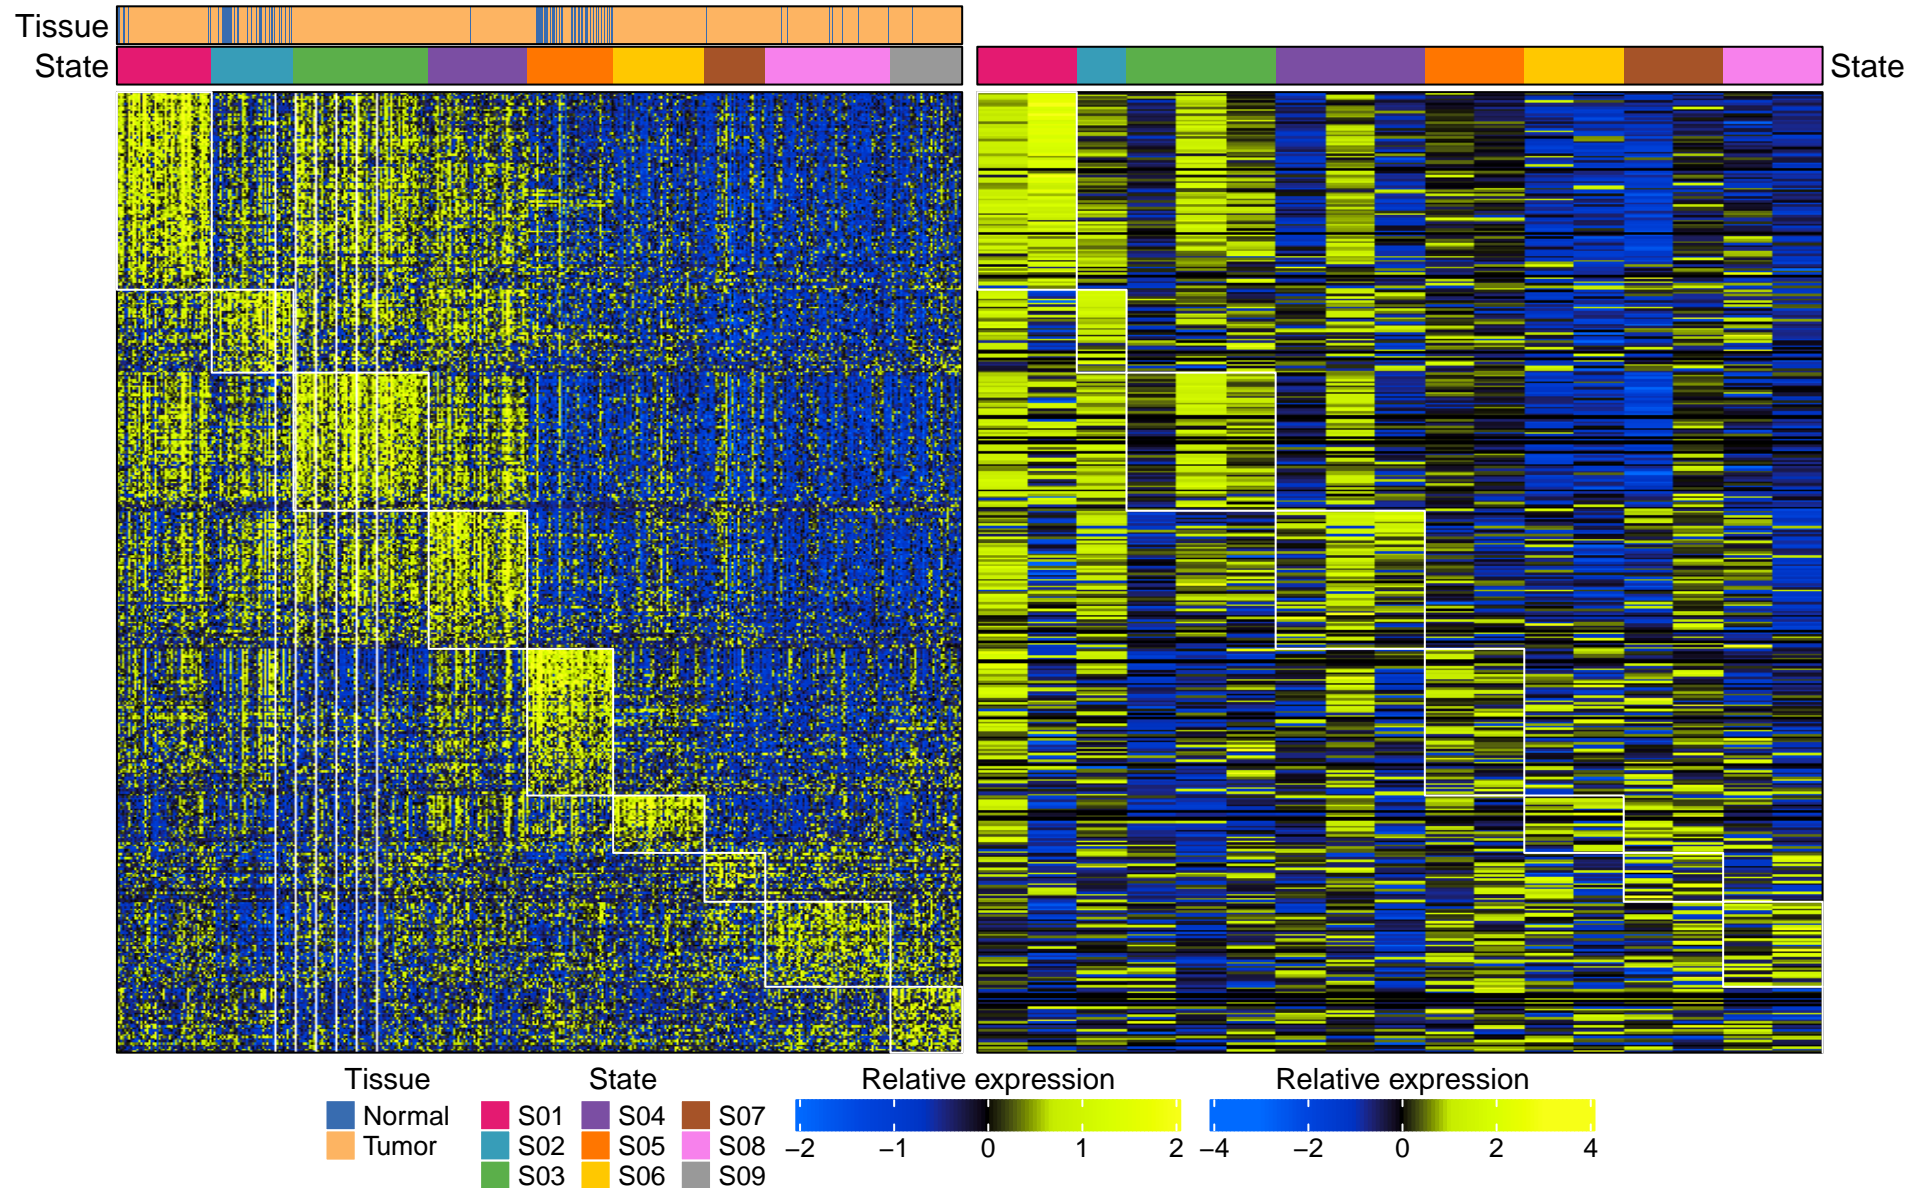 Tissue
State
State
Tissue State Relative expression Relative expression
Normal S01 S04 S07
Tumor S02 S05 S08
S03 S06 S09
−2 −1 0 1 2 −4 −2 0 2 4